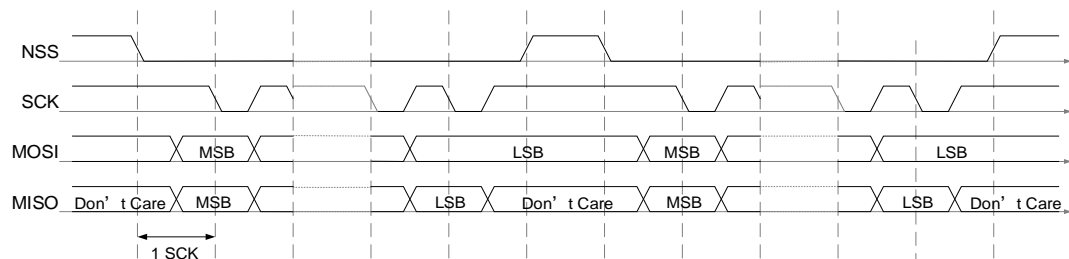 NSS
SCK
MOSI MSB LSB MSB LSB
MISO Don’t Care MSB LSB Don’t Care MSB LSB Don’t Care
1 SCK